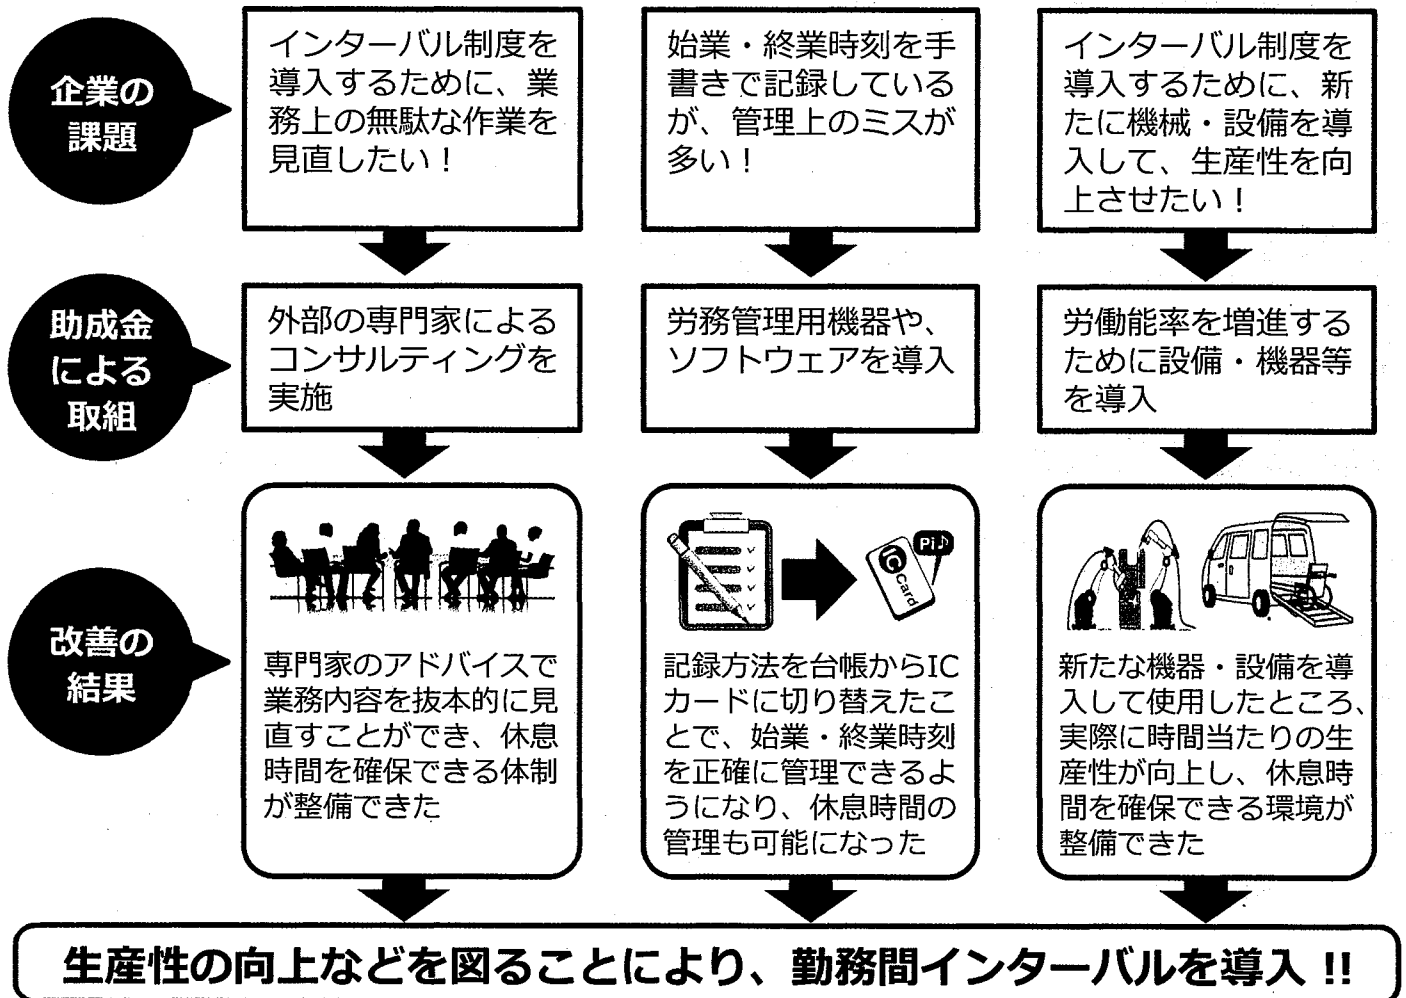 企業の
課題
インターバル制度を
導入するために、業
務上の無駄な作業を
見直したい！
始業・終業時刻を手
書きで記録している
が、管理上のミスが
多い！
インターバル制度を
導入するために、新
たに機械・設備を導
入して、生産性を向
上させたい！
助成金
による
取組
外部の専門家による
コンサルティングを
実施
労務管理用機器や、
ソフトウェアを導入
労働能率を増進する
ために設備・機器等
を導入
改善の
結果
専門家のアドバイスで
業務内容を抜本的に見
直すことができ、休息
時間を確保できる体制
が整備できた
Pi♪
IC
Card
記録方法を台帳からIC
カードに切り替えたこ
とで、始業・終業時刻
を正確に管理できるよ
うになり、休息時間の
管理も可能になった
新たな機器・設備を導
入して使用したところ、
実際に時間当たりの生
産性が向上し、休息時
間を確保できる環境が
整備できた
生産性の向上などを図ることにより、勤務間インターバルを導入 !!